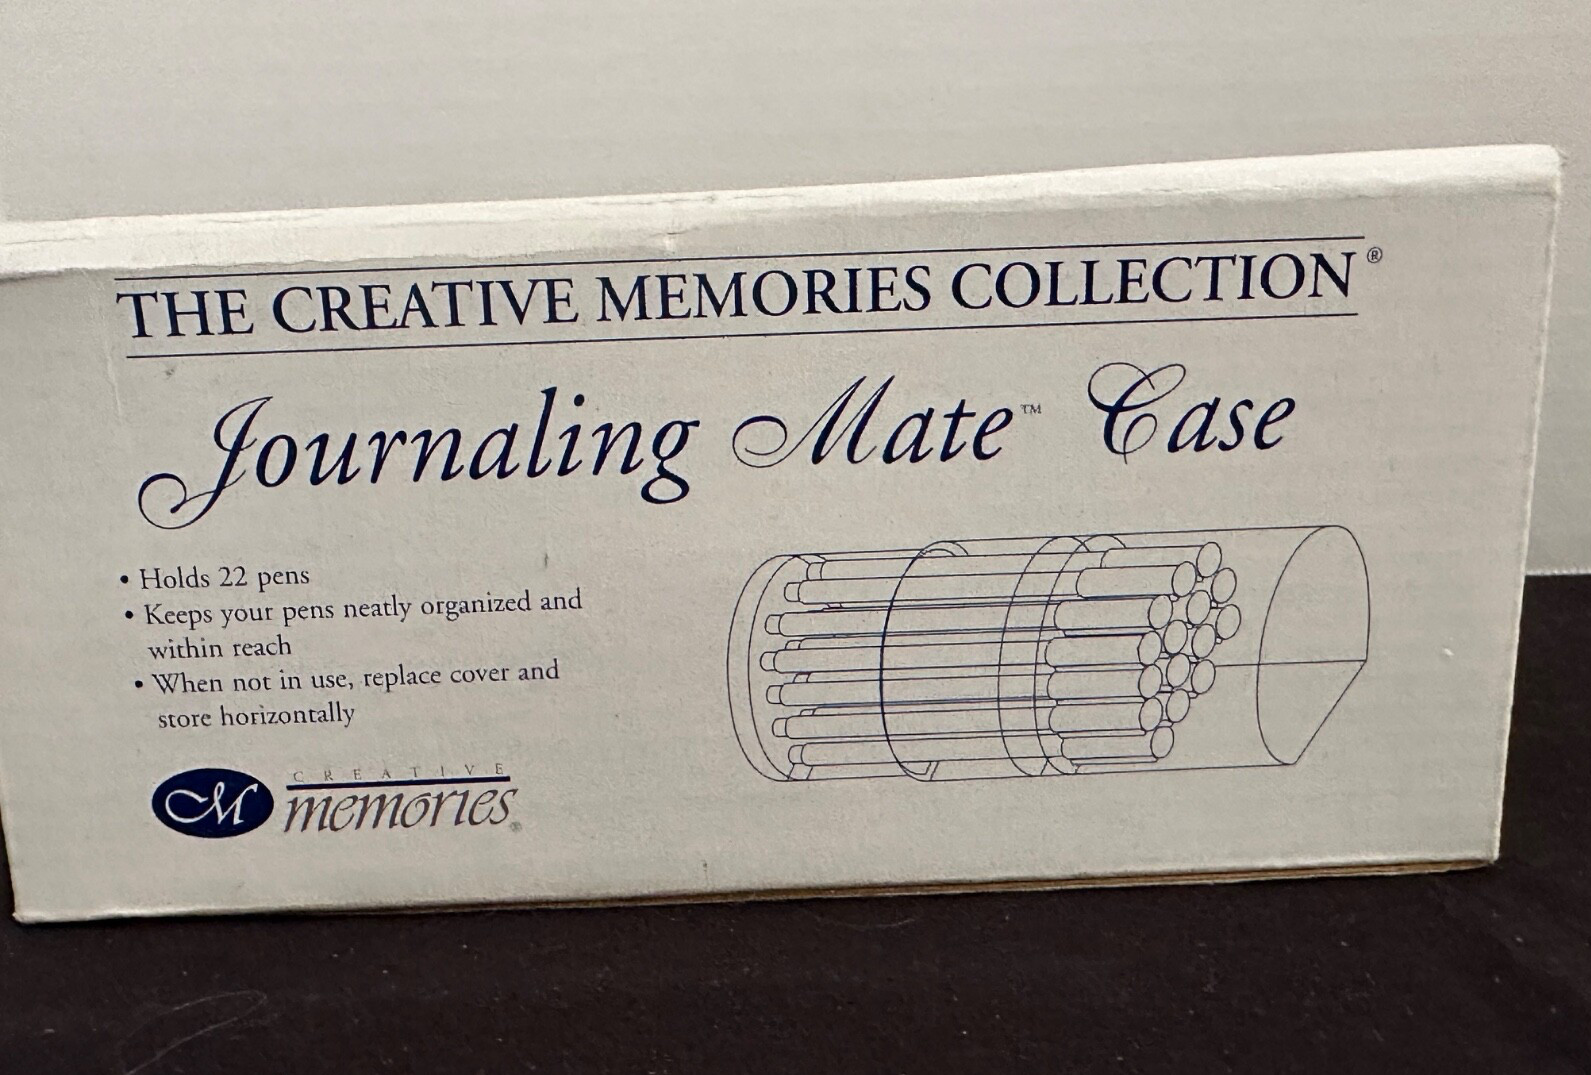 THE CREATIVE MEMORIES COLLECTION®
Journaling Mate™ Case
• Holds 22 pens
• Keeps your pens neatly organized and
within reach
• When not in use, replace cover and
store horizontally
CM
CREATIVE
memories®